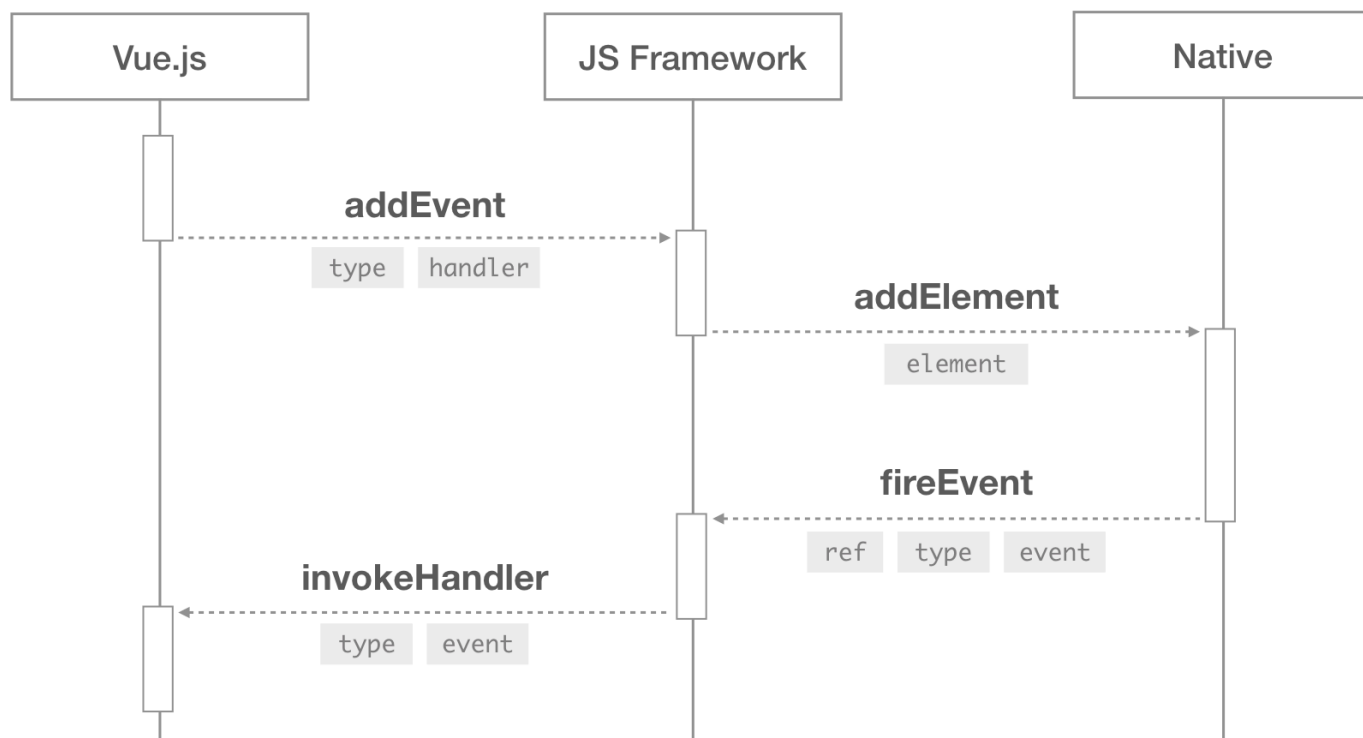 Vue.js
JS Framework
Native
addEvent
type handler
addElement
element
fireEvent
ref type event
invokeHandler
type event